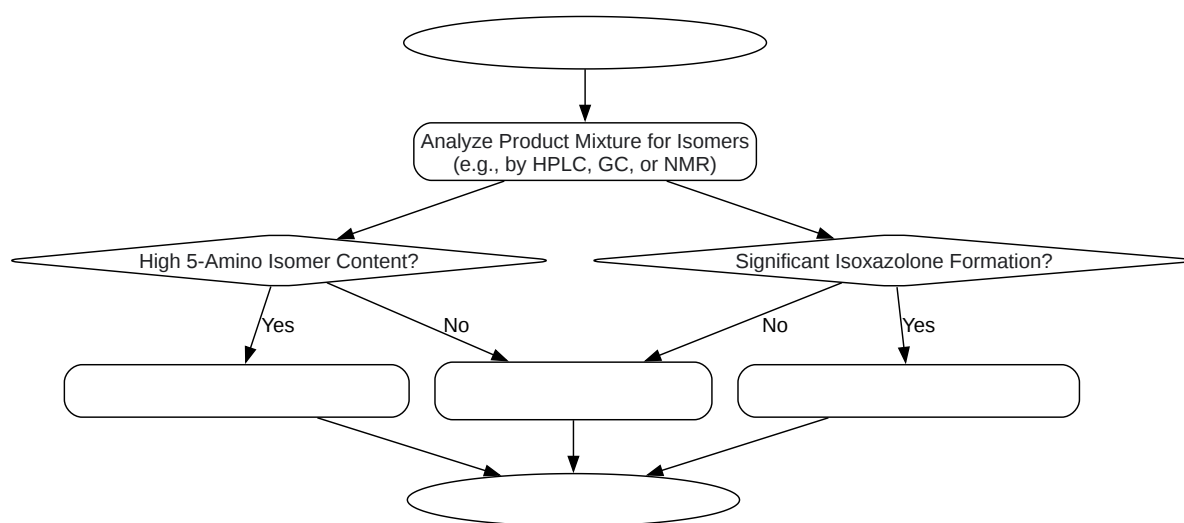 Analyze Product Mixture for Isomers
(e.g., by HPLC, GC, or NMR)
High 5-Amino Isomer Content?
Significant Isoxazolone Formation?
Yes
No
No
Yes